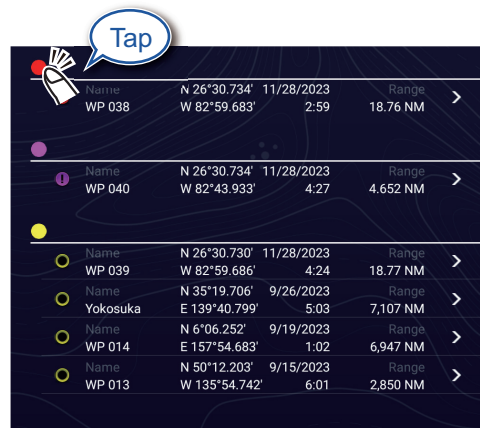 Tap
Name N 26°30.734' 11/28/2023 Range
WP 038 W 82°59.683' 2:59 18.76 NM
Name N 26°30.734' 11/28/2023 Range
WP 040 W 82°43.933' 4:27 4.652 NM
Name N 26°30.730' 11/28/2023 Range
WP 039 W 82°59.686' 4:24 18.77 NM
Name N 35°19.706' 9/26/2023 Range
Yokosuka E 139°40.799' 5:03 7,107 NM
Name N 6°06.252' 9/19/2023 Range
WP 014 E 157°54.683' 1:02 6,947 NM
Name N 50°12.203' 9/15/2023 Range
WP 013 W 135°54.742' 6:01 2,850 NM